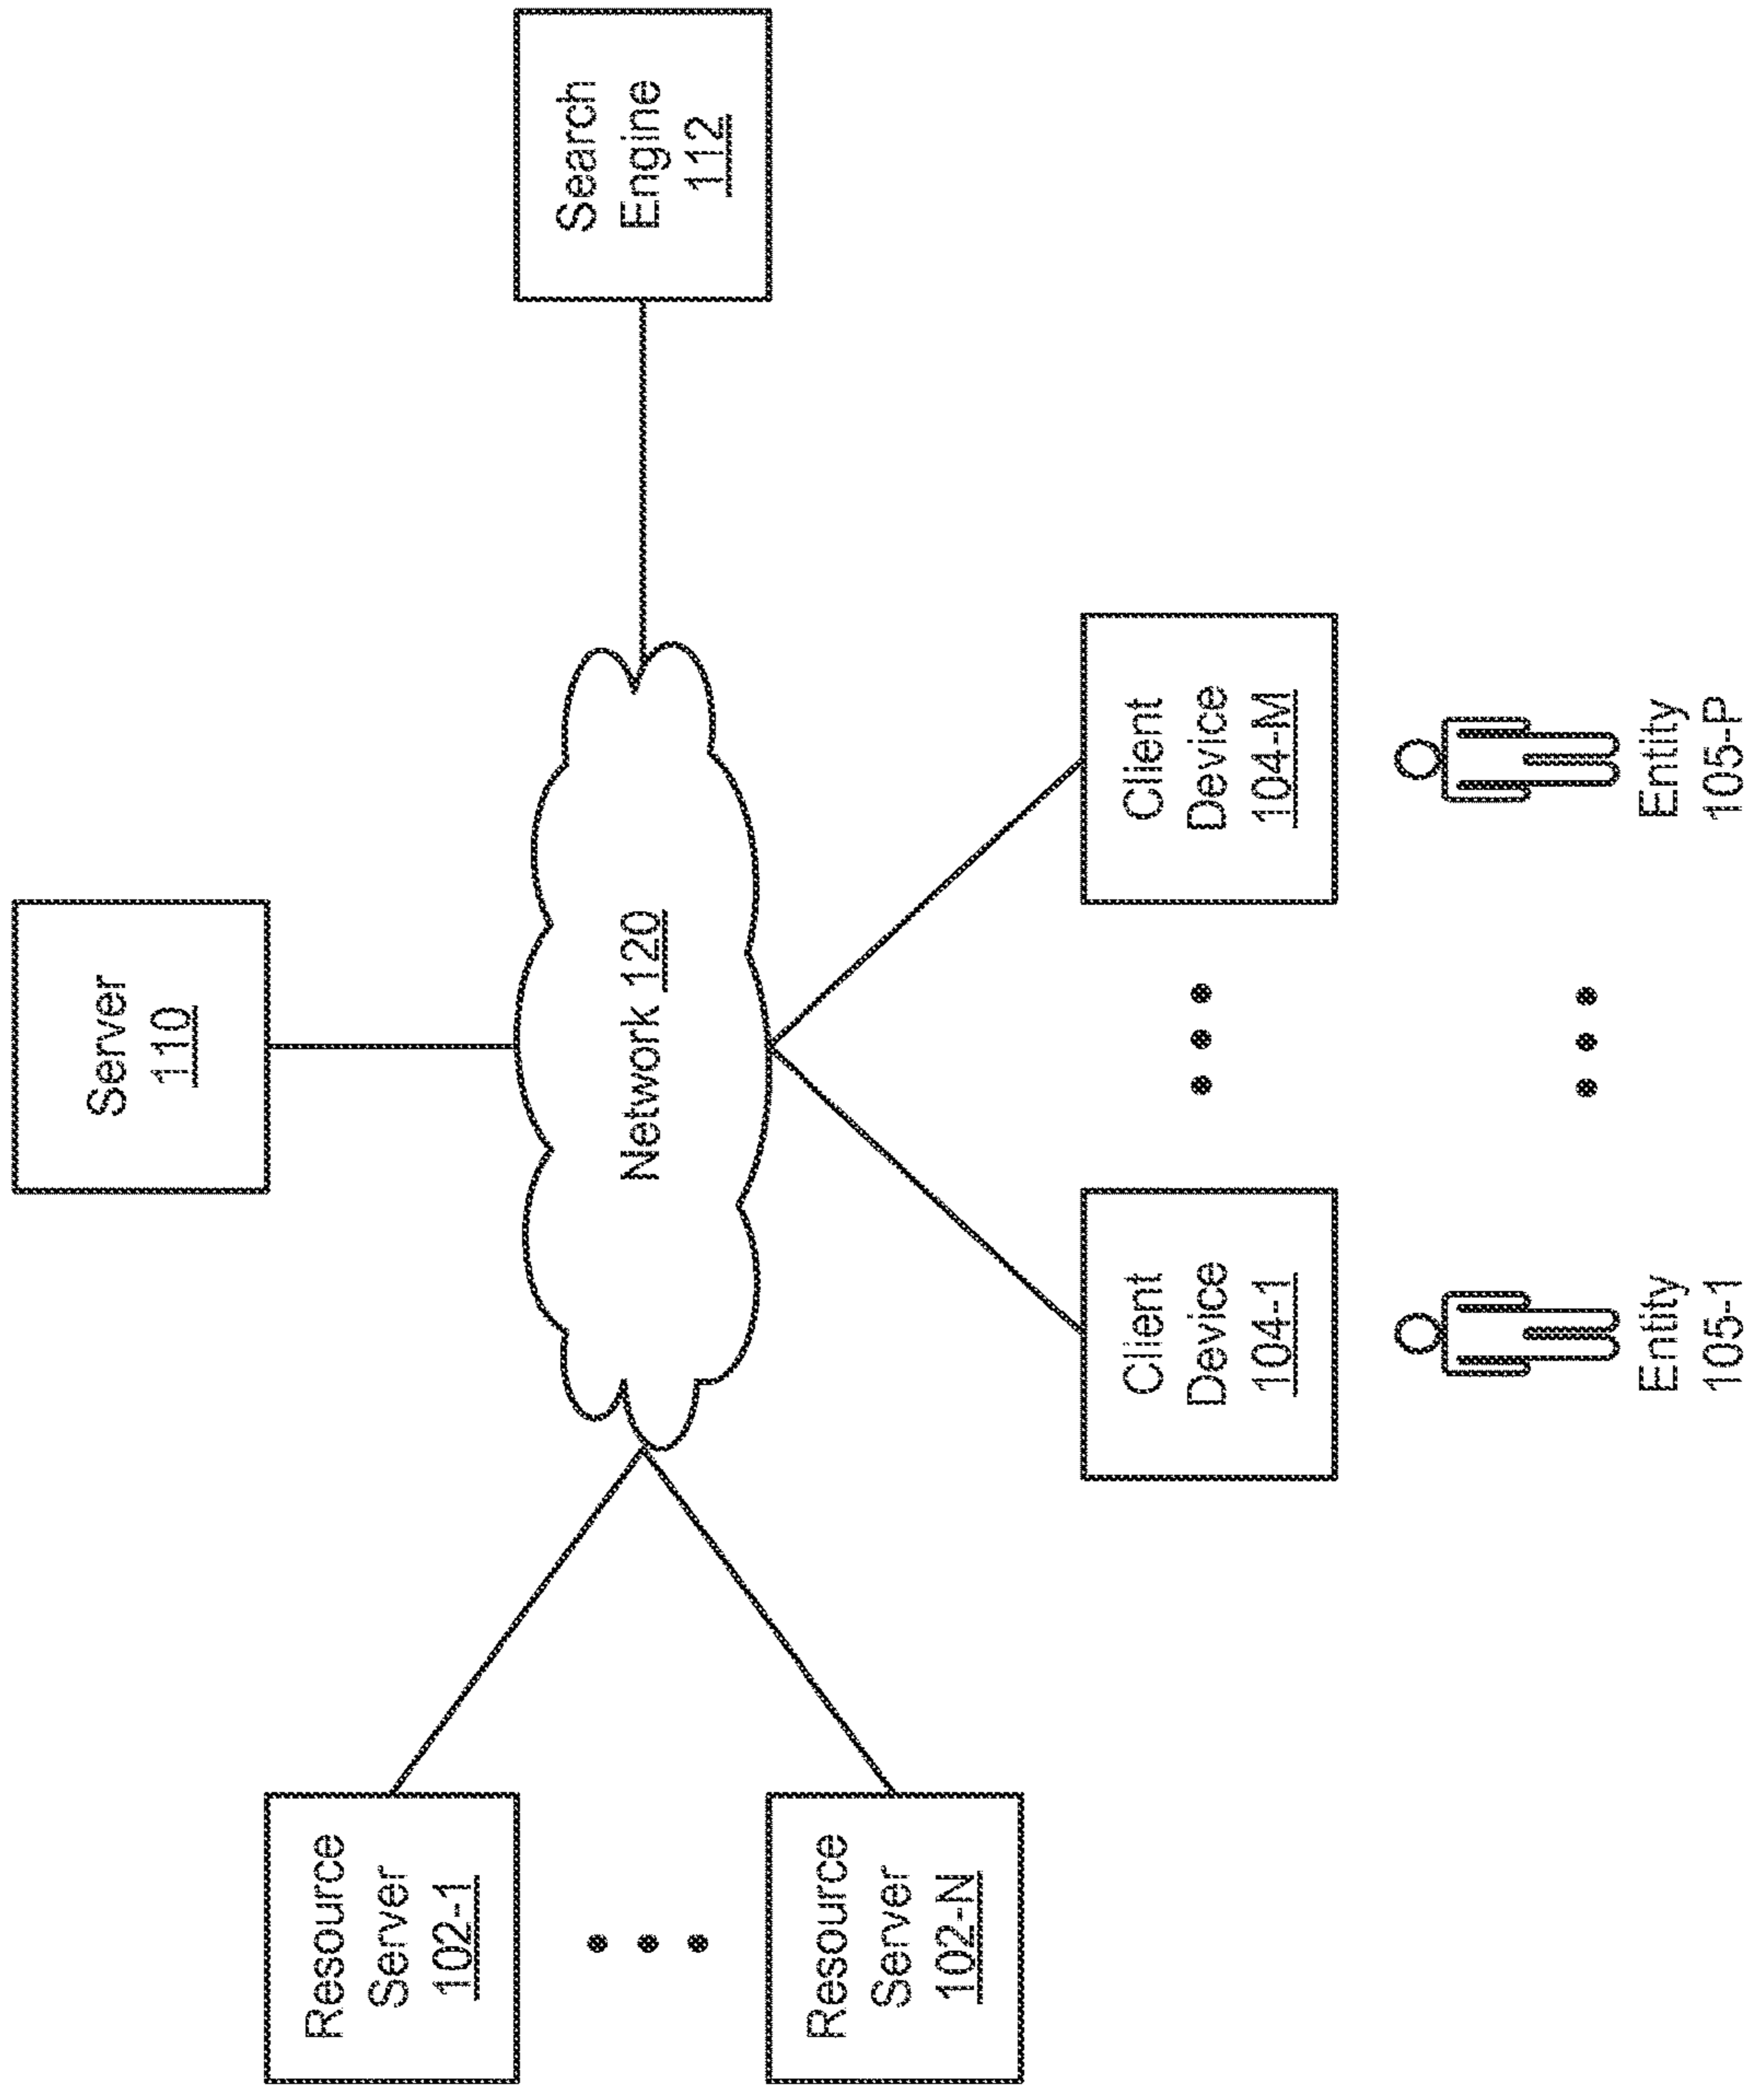 Server
110
Resource
Server
102-1
Network 120
Search
Engine
112
Resource
Server
102-N
Client
Device
104-1
Client
Device
104-M
Entity
105-1
Entity
105-P